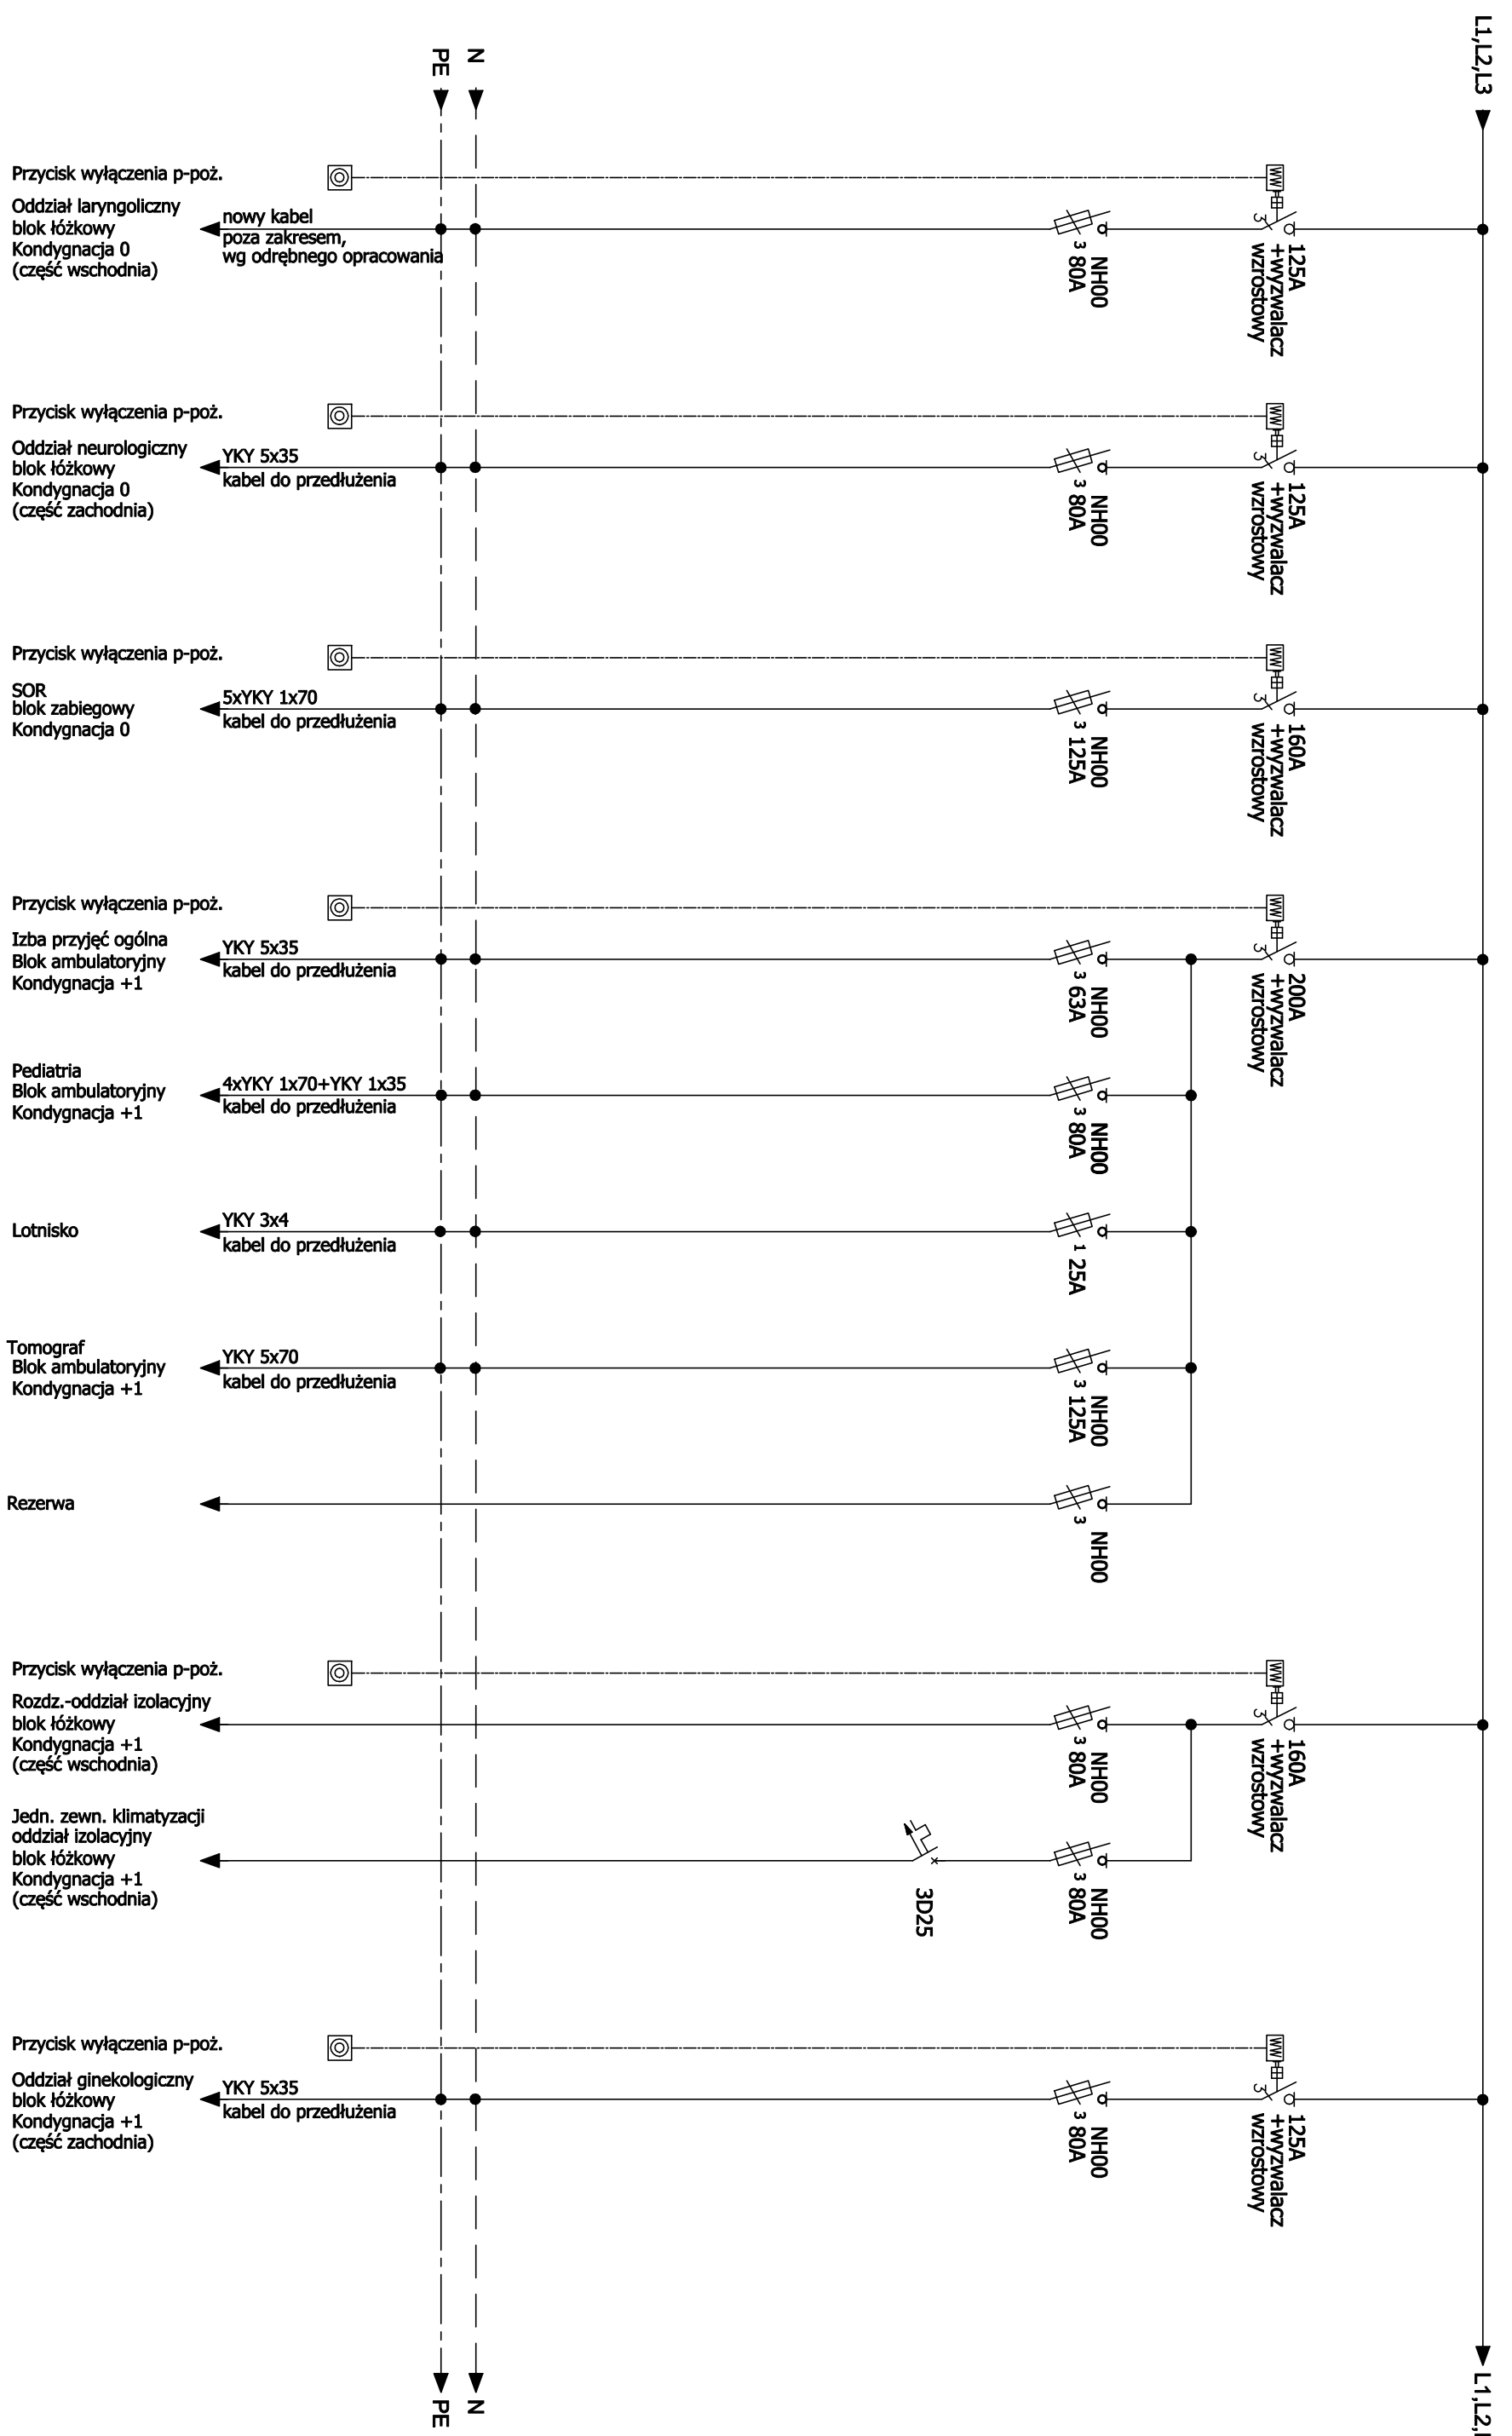 L1,L2,L3
N
PE
Przycisk wyłączenia p-poż.
Oddział laryngoliczny
blok łóżkowy
Kondygnacja 0
(część wschodnia)
nowy kabel
poza zakresem,
wg odrębnego opracowania
NH00
3 80A
125A
+wyzwalacz
wzrostowy
3
Przycisk wyłączenia p-poż.
Oddział neurologiczny
blok łóżkowy
Kondygnacja 0
(część zachodnia)
YKY 5x35
kabel do przedłużenia
NH00
3 80A
125A
+wyzwalacz
wzrostowy
3
Przycisk wyłączenia p-poż.
SOR
blok zabiegowy
Kondygnacja 0
5xYKY 1x70
kabel do przedłużenia
NH00
3 125A
160A
+wyzwalacz
wzrostowy
3
Przycisk wyłączenia p-poż.
Izba przyjęć ogólna
Blok ambulatoryjny
Kondygnacja +1
YKY 5x35
kabel do przedłużenia
NH00
3 63A
200A
+wyzwalacz
wzrostowy
3
Pediatria
Blok ambulatoryjny
Kondygnacja +1
4xYKY 1x70+YKY 1x35
kabel do przedłużenia
NH00
3 80A
Lotnisko
YKY 3x4
kabel do przedłużenia
1 25A
Tomograf
Blok ambulatoryjny
Kondygnacja +1
YKY 5x70
kabel do przedłużenia
NH00
3 125A
Rezerwa
NH00
3
Przycisk wyłączenia p-poż.
Rozdz.-oddział izolacyjny
blok łóżkowy
Kondygnacja +1
(część wschodnia)
NH00
3 80A
160A
+wyzwalacz
wzrostowy
3
Jedn. zewn. klimatyzacji
oddział izolacyjny
blok łóżkowy
Kondygnacja +1
(część wschodnia)
3D25
NH00
3 80A
Przycisk wyłączenia p-poż.
Oddział ginekologiczny
blok łóżkowy
Kondygnacja +1
(część zachodnia)
YKY 5x35
kabel do przedłużenia
NH00
3 80A
125A
+wyzwalacz
wzrostowy
3
PE
N
L1,L2,